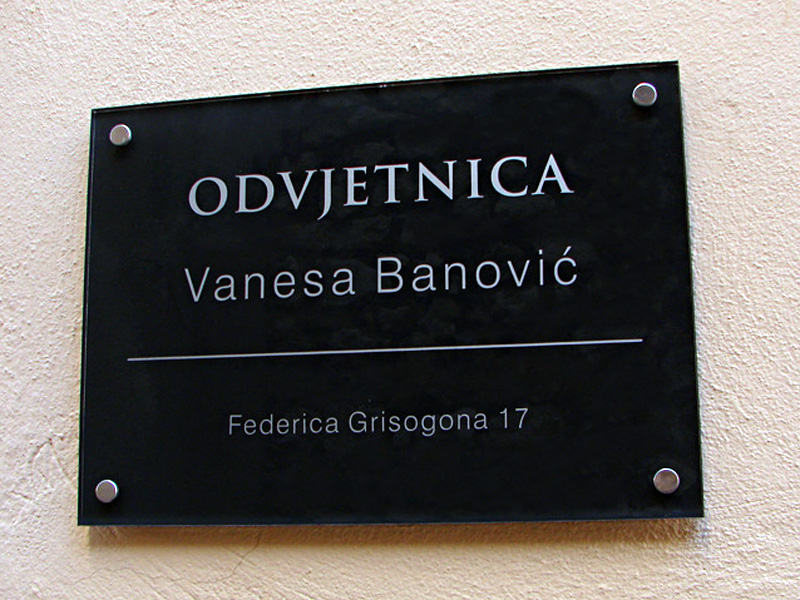 ODVJETNICA
Vanesa Banović
Federica Grisogona 17